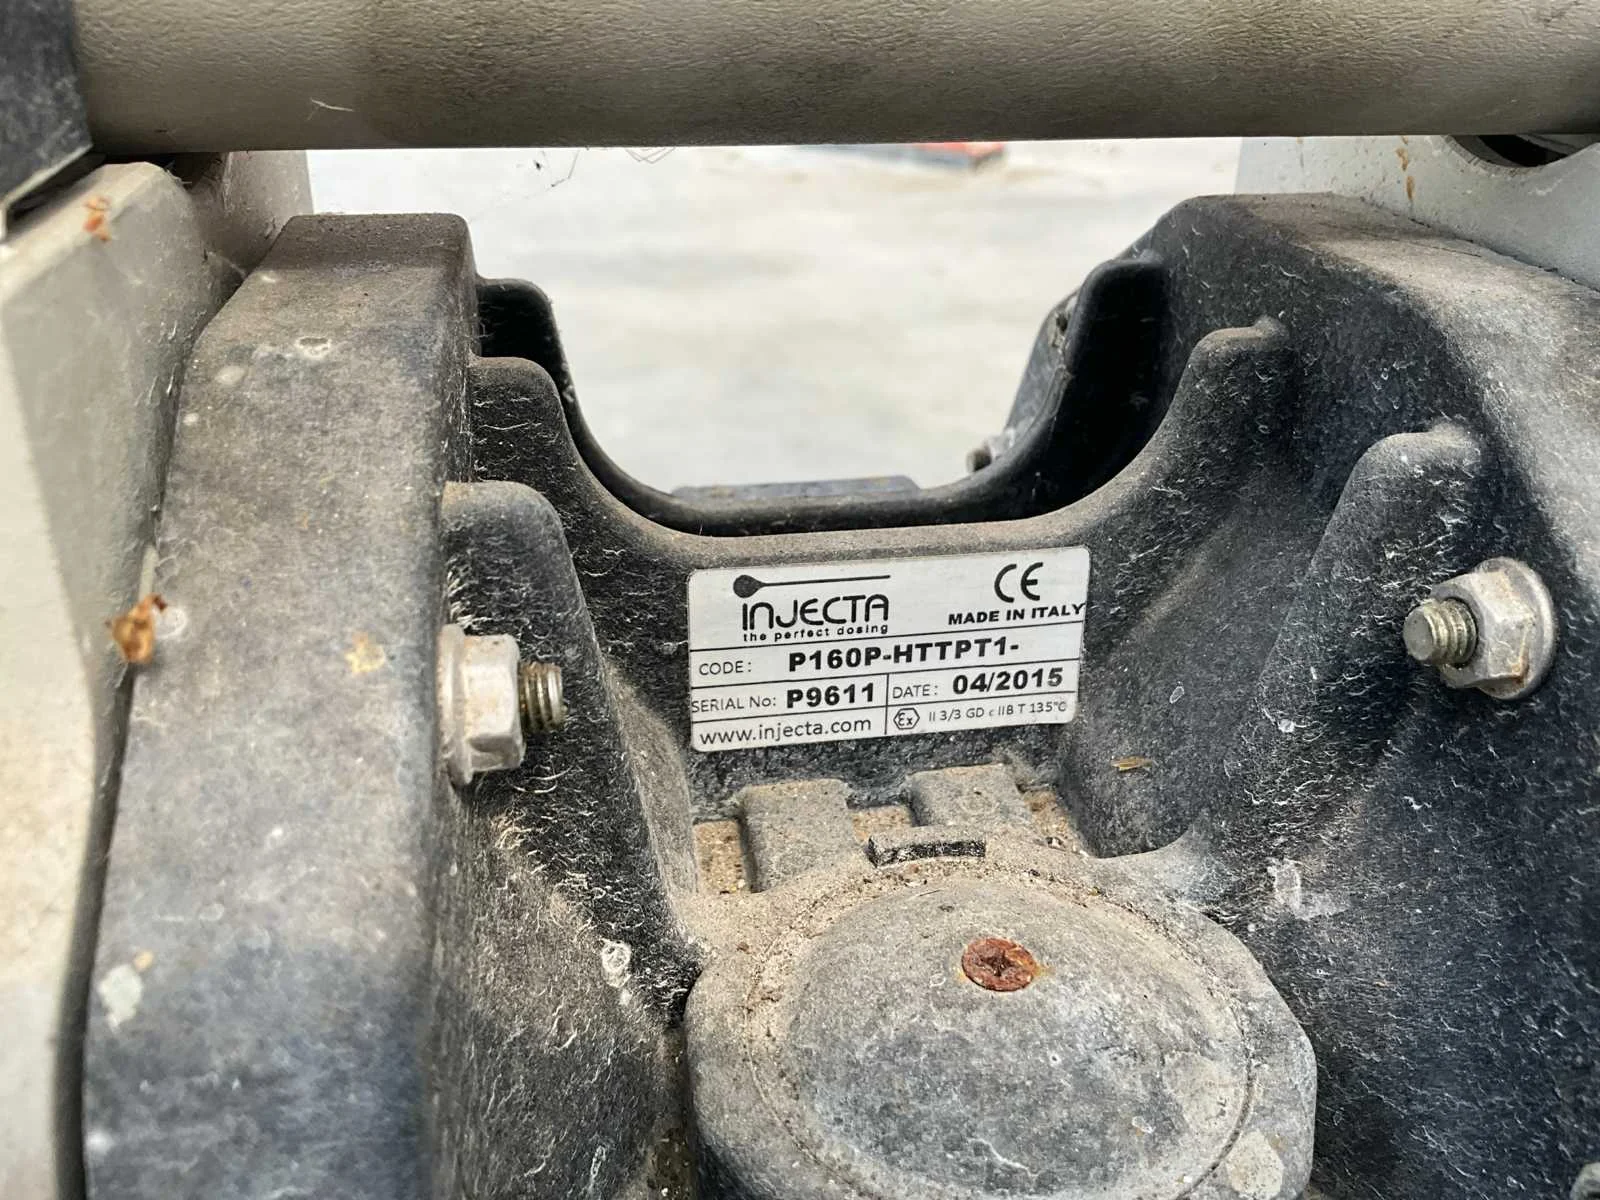 INJECTA
the perfect dosing
CE
MADE IN ITALY
CODE: P160P-HTTPT1-
SERIAL No: P9611 DATE: 04/2015
www.injecta.com Ex II 3/3 GD c IIB T 135°C